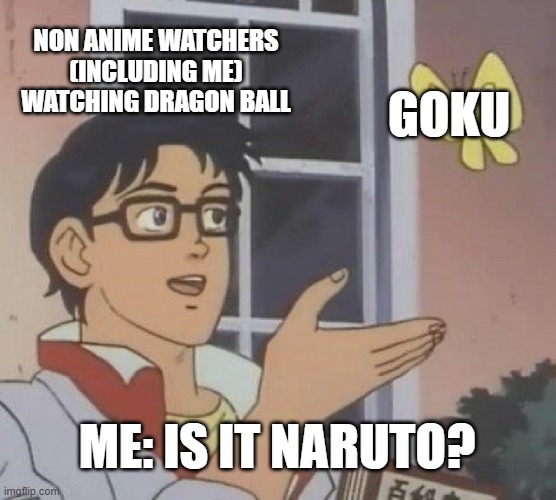 NON ANIME WATCHERS
(INCLUDING ME)
WATCHING DRAGON BALL
GOKU
ME: IS IT NARUTO?
imgflip.com